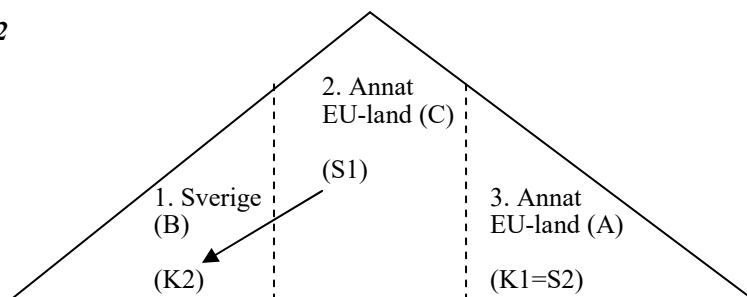 2
2. Annat
EU-land (C)
(S1)
1. Sverige
(B)
(K2)
3. Annat
EU-land (A)
(K1=S2)